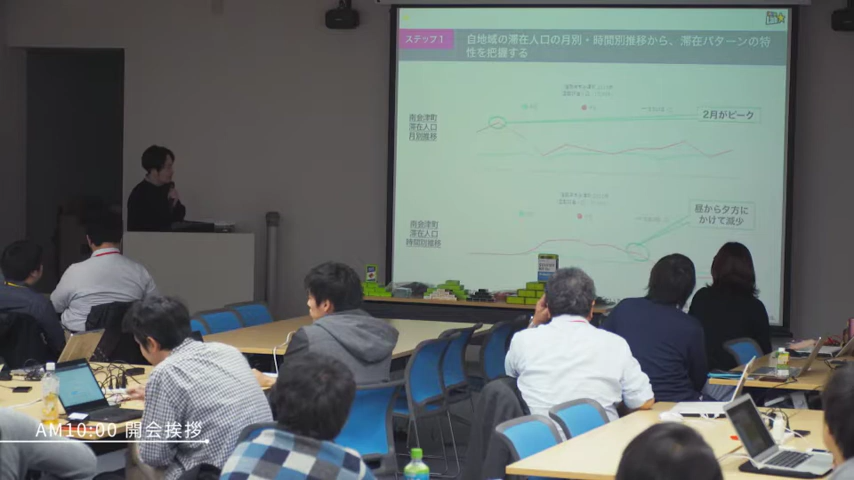 ステップ1
自地域の滞在人口の月別・時間別推移から、滞在パターンの特
性を把握する
南会津町
滞在人口
月別推移
2月がピーク
南会津町
滞在人口
時間別推移
昼から夕方に
かけて減少
AM10:00 開会挨拶